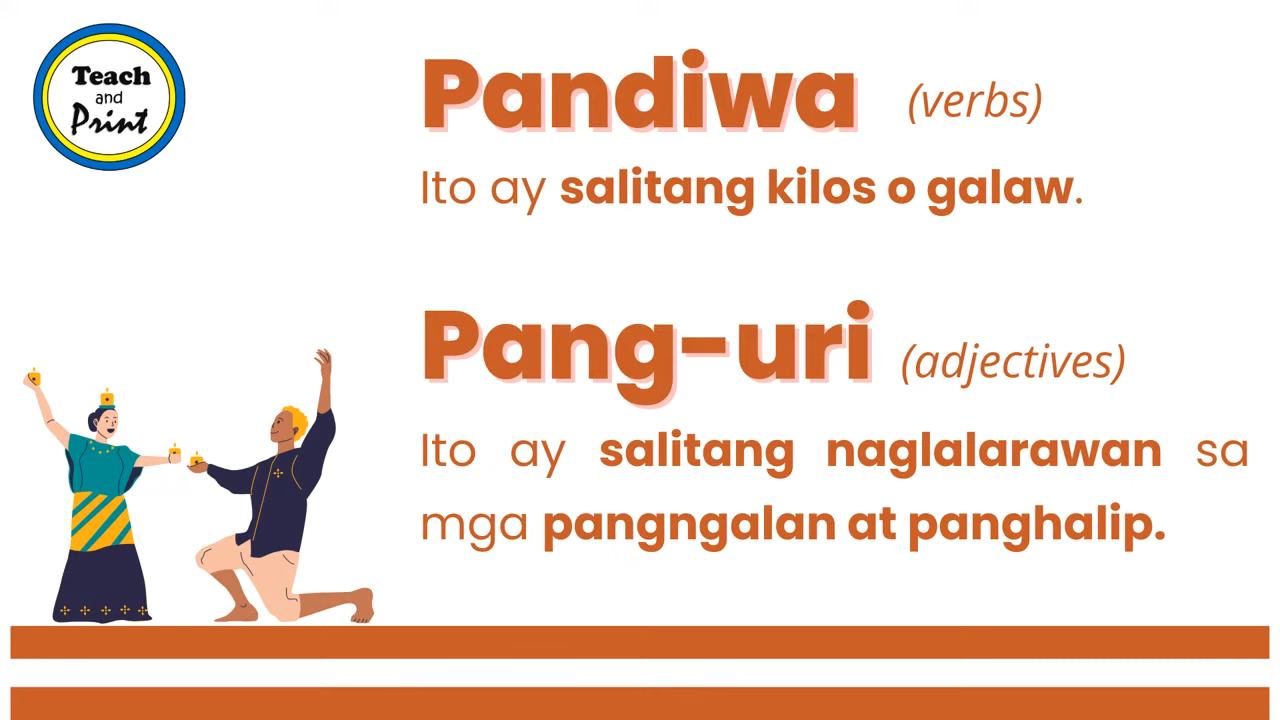 Teach
and
Print
Pandiwa (verbs)
Ito ay salitang kilos o galaw.
Pang-uri (adjectives)
Ito ay salitang naglalarawan sa
mga pangngalan at panghalip.